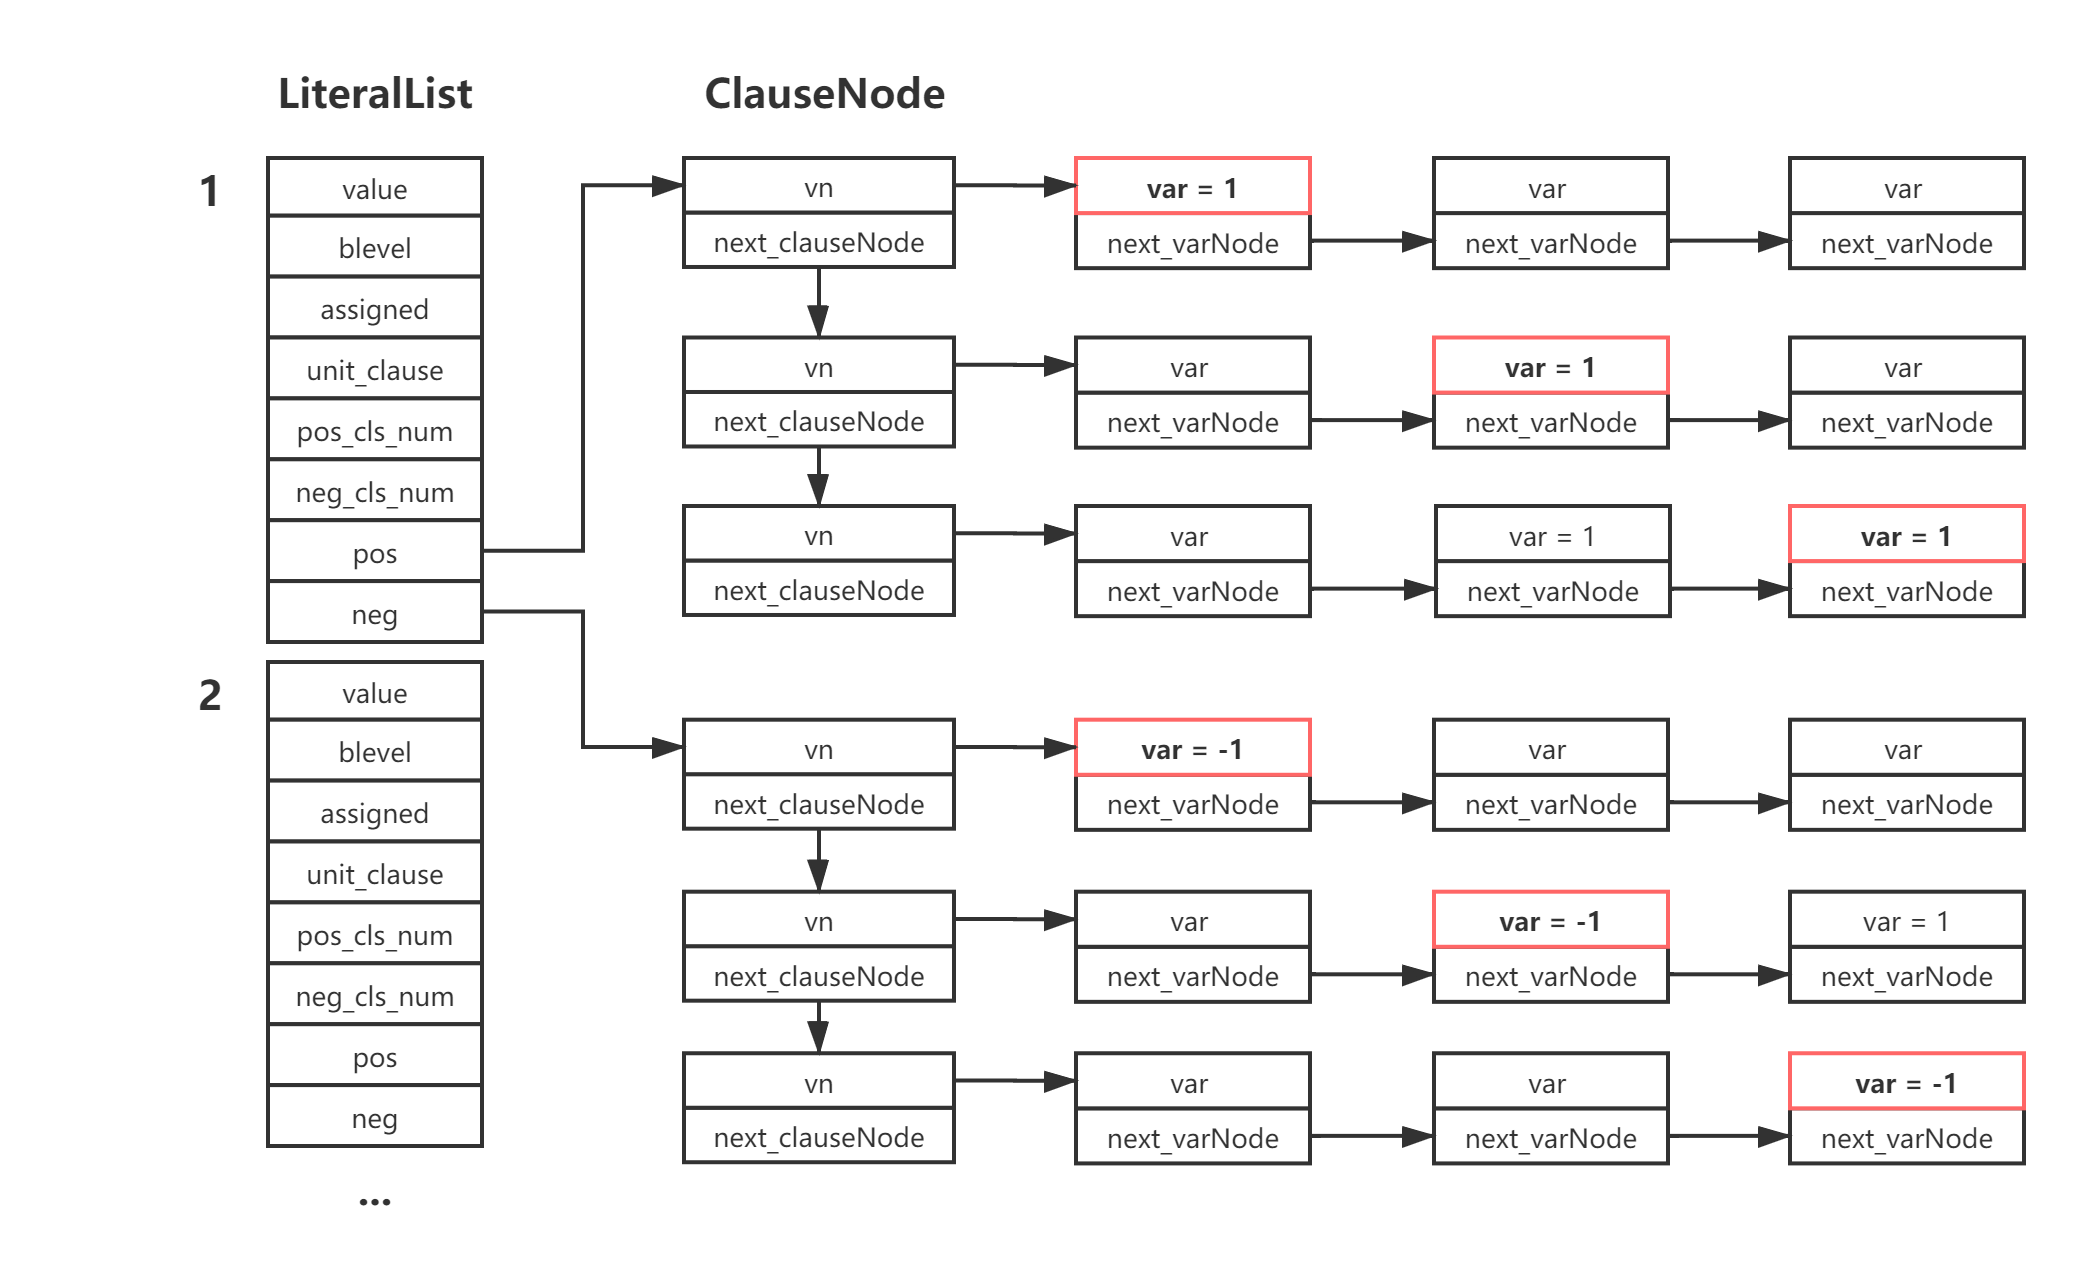 LiteralList
ClauseNode
1
value
blevel
assigned
unit_clause
pos_cls_num
neg_cls_num
pos
neg
2
value
blevel
assigned
unit_clause
pos_cls_num
neg_cls_num
pos
neg
...
vn
next_clauseNode
var = 1
next_varNode
var
next_varNode
var
next_varNode
vn
next_clauseNode
var
next_varNode
var = 1
next_varNode
var
next_varNode
vn
next_clauseNode
var
next_varNode
var = 1
next_varNode
var = 1
next_varNode
vn
next_clauseNode
var = -1
next_varNode
var
next_varNode
var
next_varNode
vn
next_clauseNode
var
next_varNode
var = -1
next_varNode
var = 1
next_varNode
vn
next_clauseNode
var
next_varNode
var
next_varNode
var = -1
next_varNode